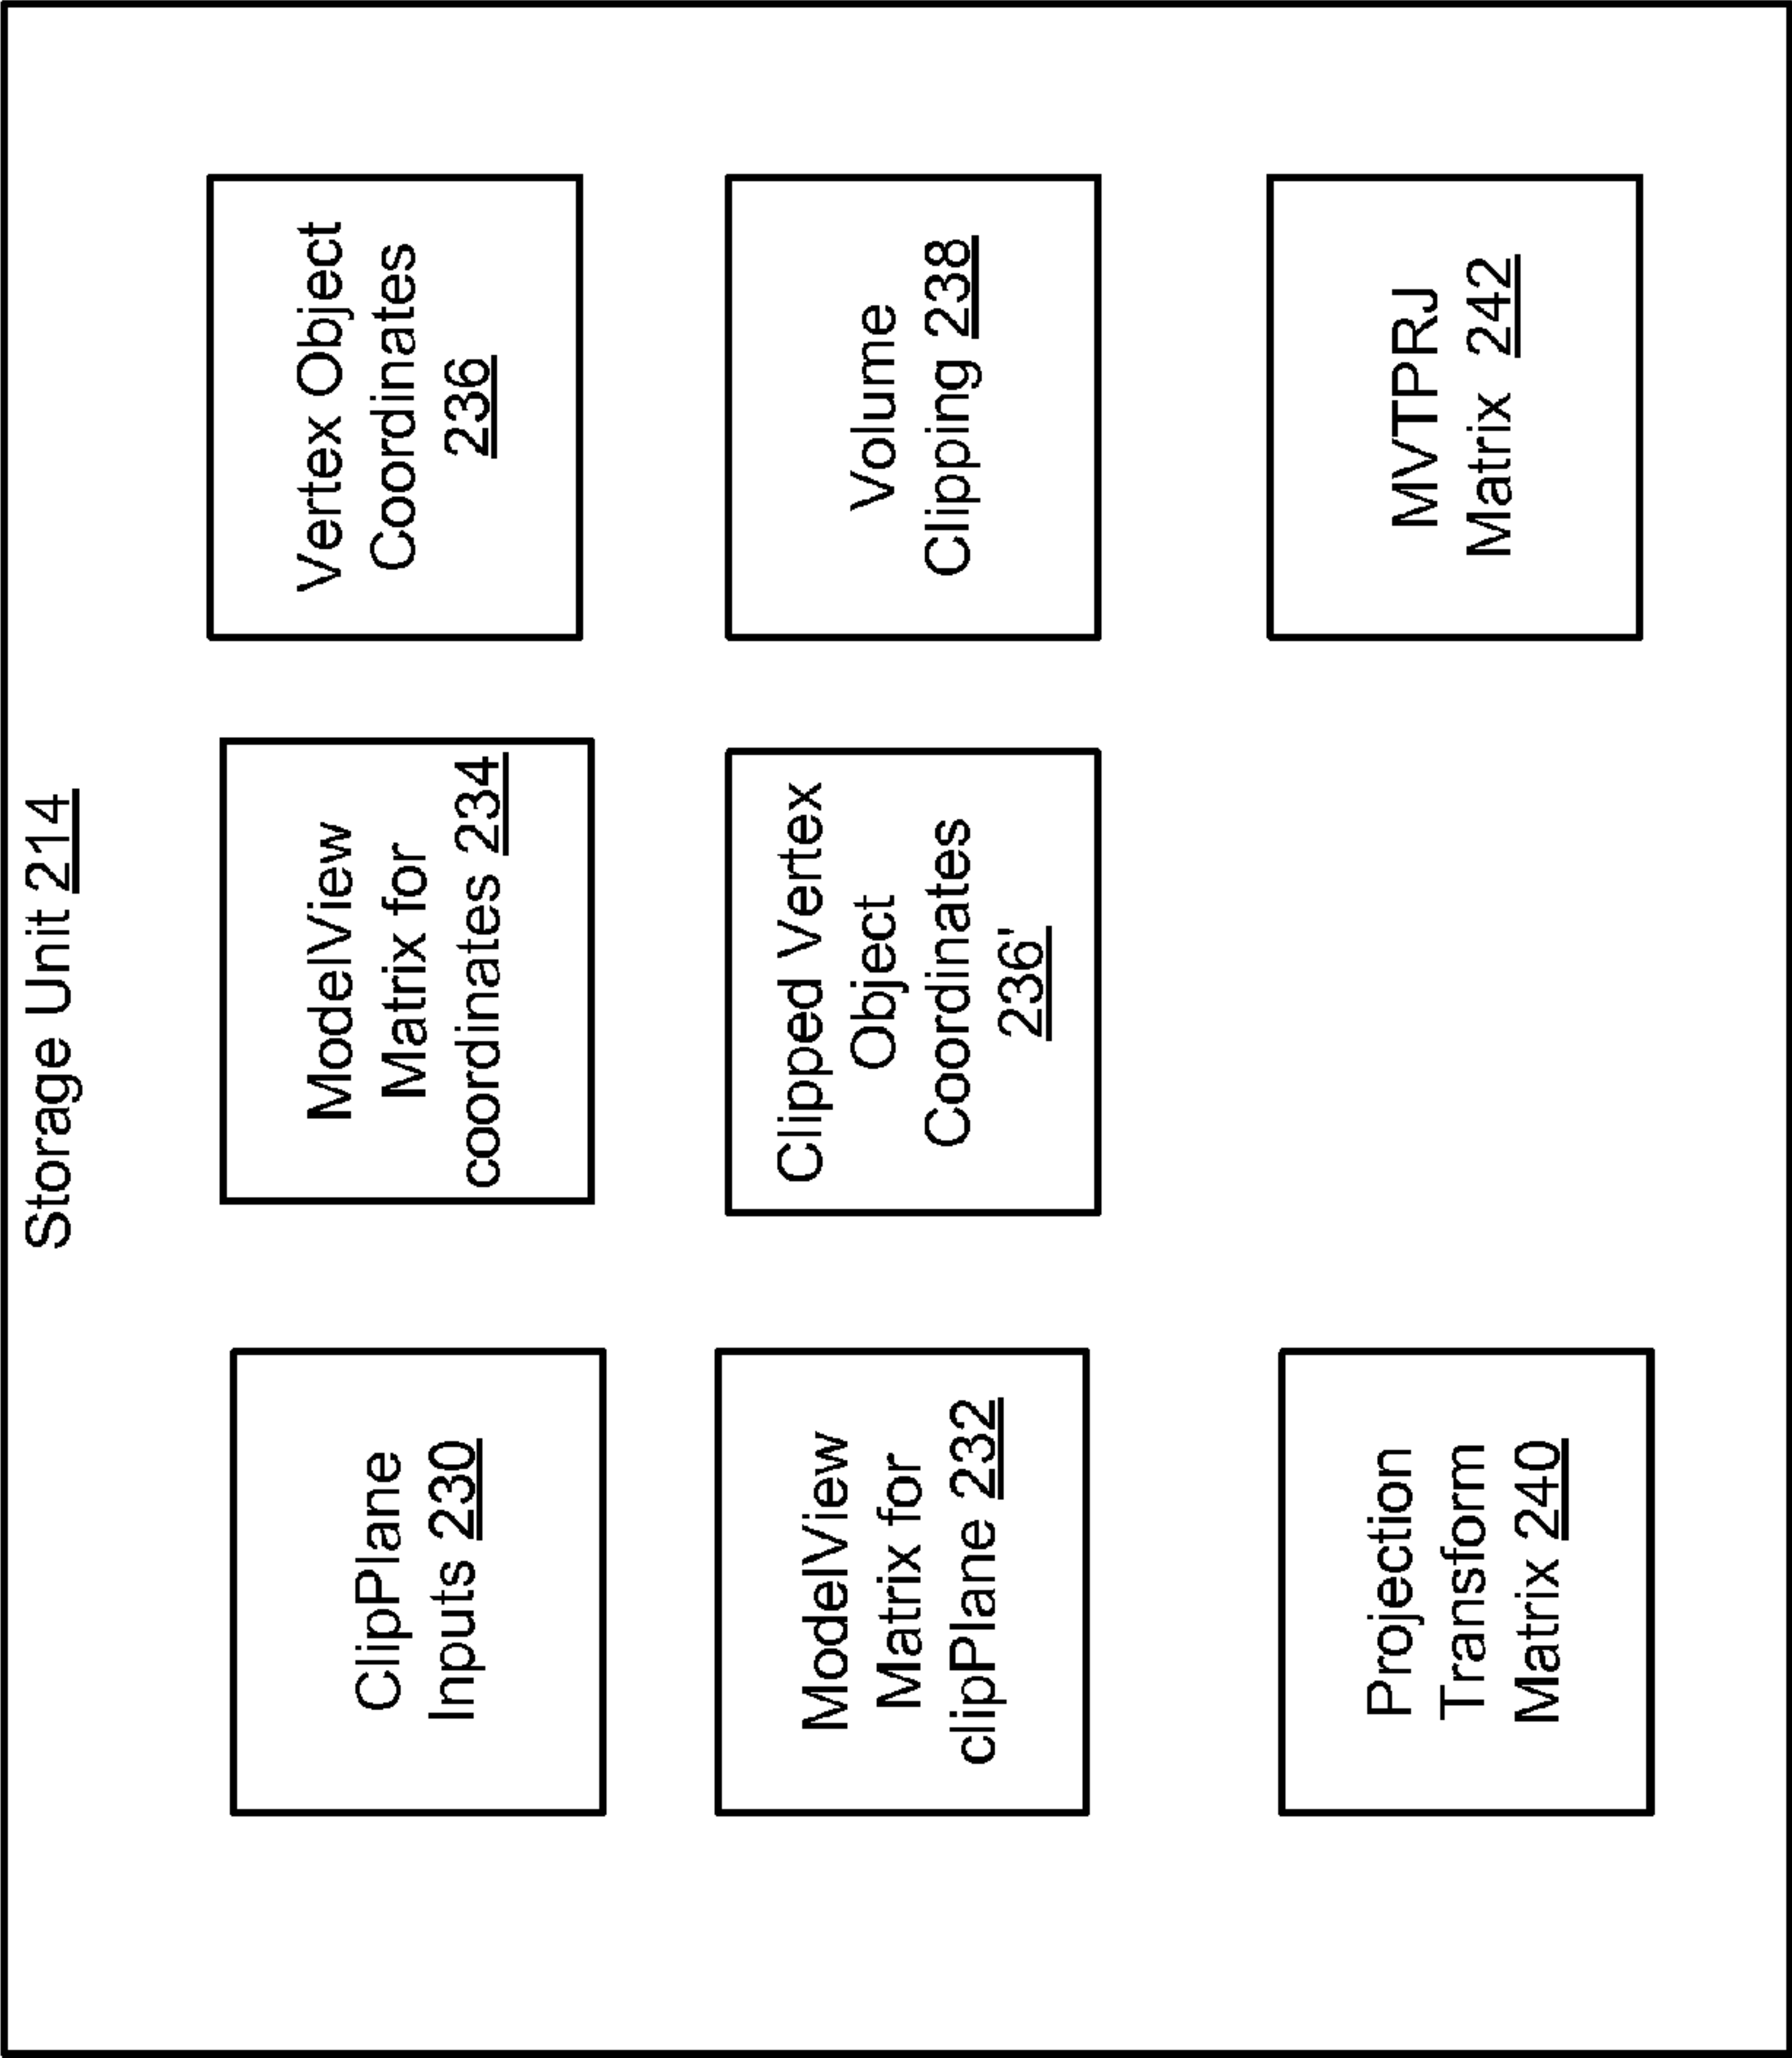 Storage Unit 214
ClipPlane
Inputs 230
ModelView
Matrix for
coordinates 234
Vertex Object
Coordinates
236
ModelView
Matrix for
clipPlane 232
Clipped Vertex
Object
Coordinates
236'
Volume
Clipping 238
Projection
Transform
Matrix 240
MVTPRJ
Matrix 242